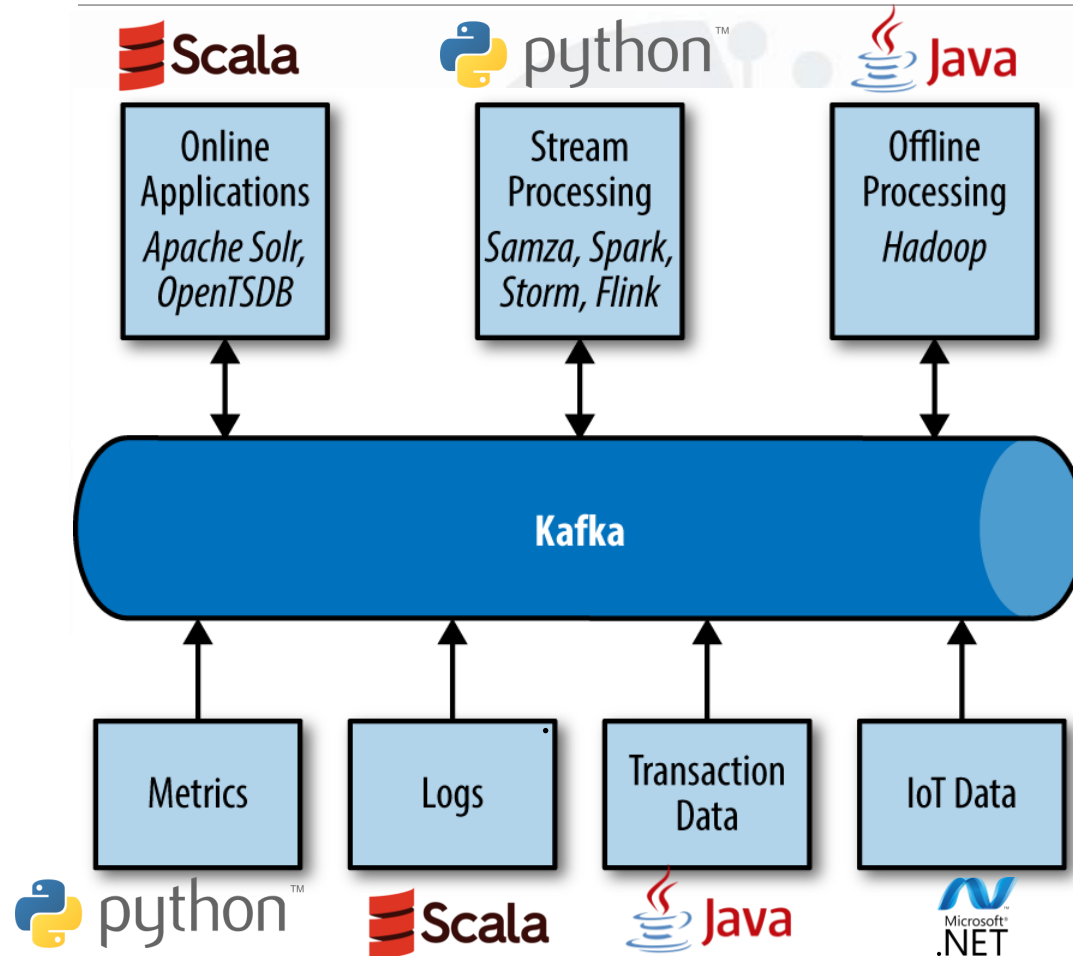 Scala
python™
Java
Online
Applications
Apache Solr,
OpenTSDB
Stream
Processing
Samza, Spark,
Storm, Flink
Offline
Processing
Hadoop
Kafka
Metrics
Logs
Transaction
Data
IoT Data
python™
Scala
Java
Microsoft®
.NET